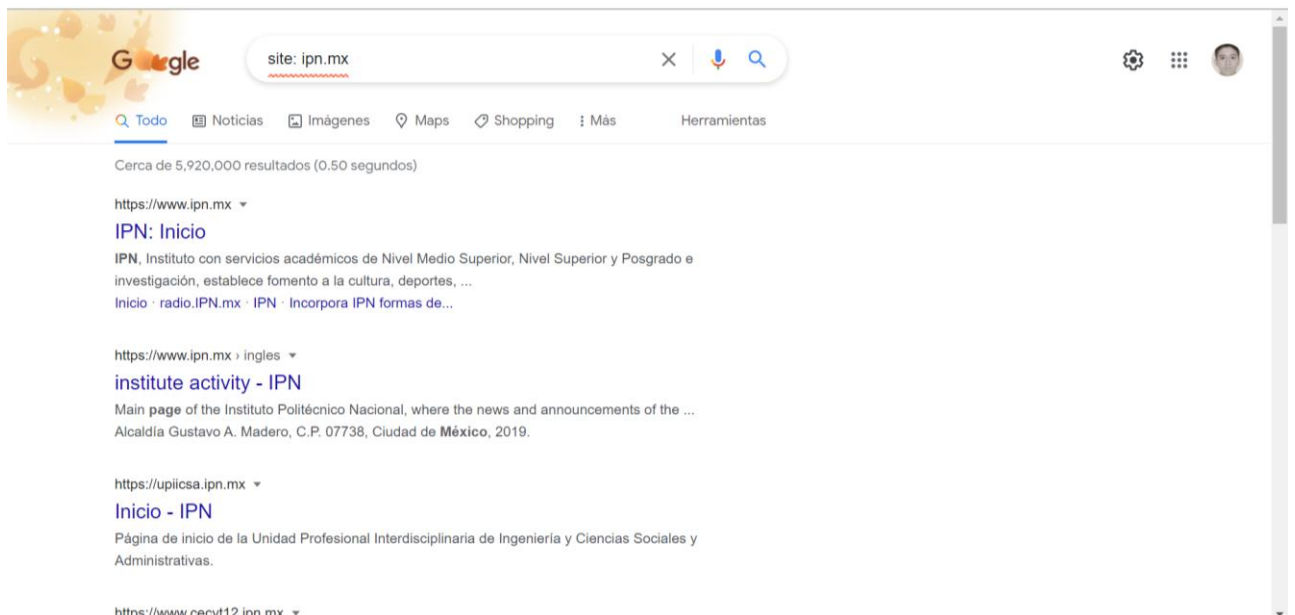 Google
site: ipn.mx
Todo Noticias Imágenes Maps Shopping Más Herramientas
Cerca de 5,920,000 resultados (0.50 segundos)
https://www.ipn.mx
IPN: Inicio
IPN, Instituto con servicios académicos de Nivel Medio Superior, Nivel Superior y Posgrado e
investigación, establece fomento a la cultura, deportes, ...
Inicio · radio.IPN.mx · IPN · Incorpora IPN formas de...
https://www.ipn.mx › ingles
institute activity - IPN
Main page of the Instituto Politécnico Nacional, where the news and announcements of the ...
Alcaldía Gustavo A. Madero, C.P. 07738, Ciudad de México, 2019.
https://upiicsa.ipn.mx
Inicio - IPN
Página de inicio de la Unidad Profesional Interdisciplinaria de Ingeniería y Ciencias Sociales y
Administrativas.
https://www.cecyt12.ipn.mx